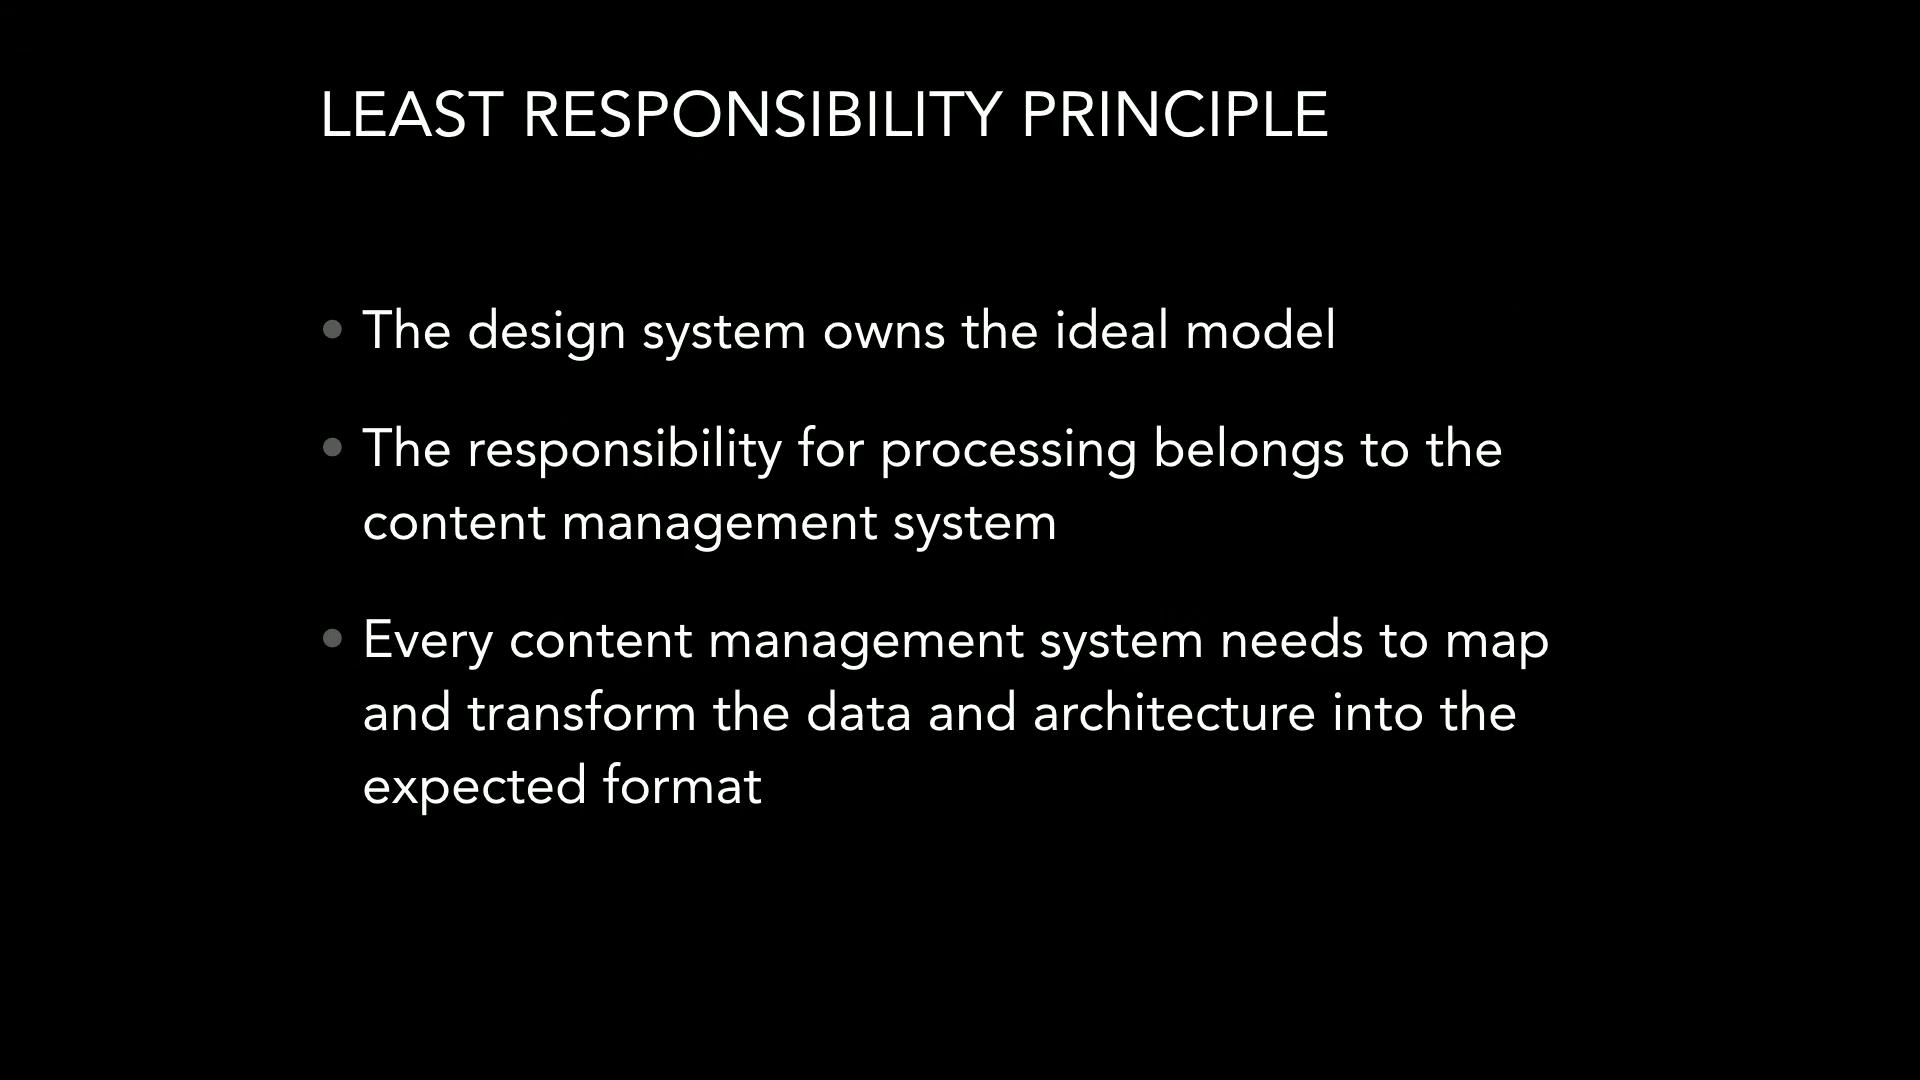 LEAST RESPONSIBILITY PRINCIPLE
• The design system owns the ideal model
• The responsibility for processing belongs to the
content management system
• Every content management system needs to map
and transform the data and architecture into the
expected format